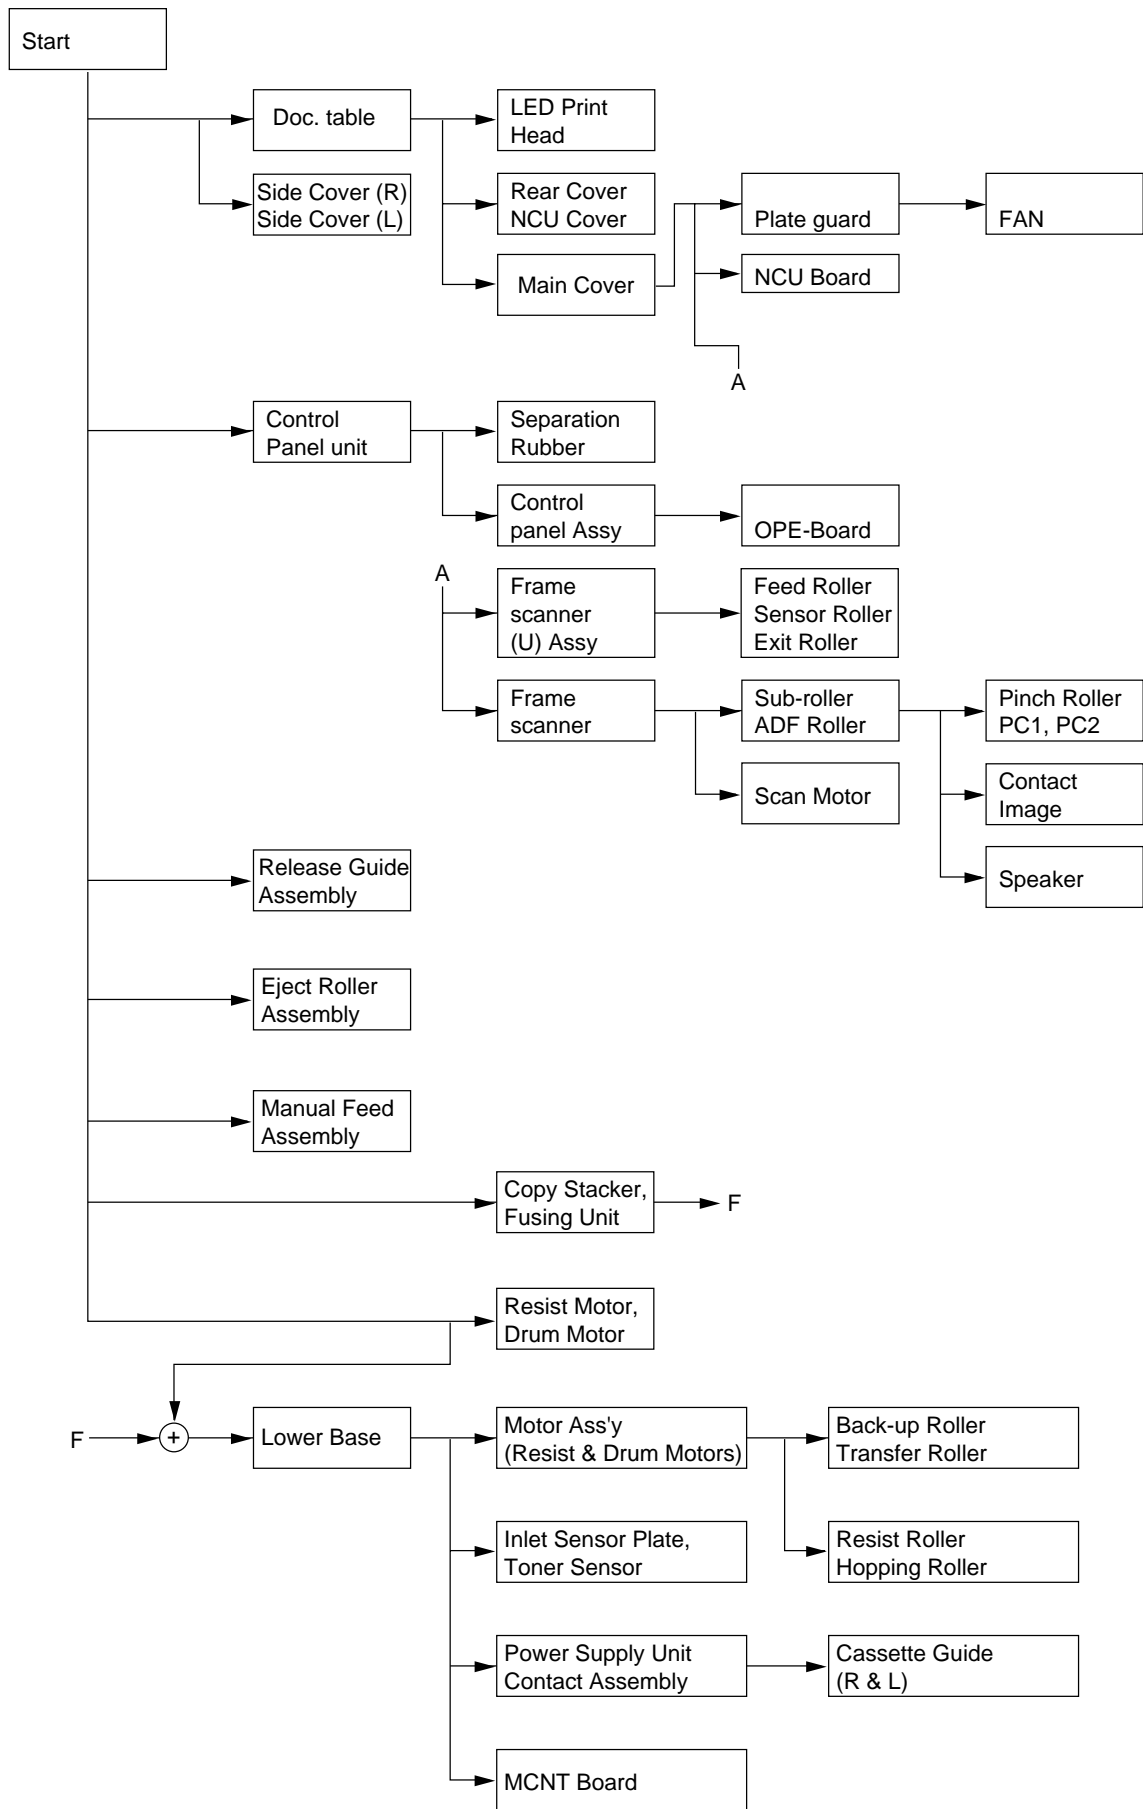 Start
Doc. table
LED Print
Head
Side Cover (R)
Side Cover (L)
Rear Cover
NCU Cover
Plate guard
FAN
Main Cover
NCU Board
A
Control
Panel unit
Separation
Rubber
Control
panel Assy
OPE-Board
A
Frame
scanner
(U) Assy
Feed Roller
Sensor Roller
Exit Roller
Frame
scanner
Sub-roller
ADF Roller
Pinch Roller
PC1, PC2
Scan Motor
Contact
Image
Release Guide
Assembly
Speaker
Eject Roller
Assembly
Manual Feed
Assembly
Copy Stacker,
Fusing Unit
F
Resist Motor,
Drum Motor
F
+
Lower Base
Motor Ass'y
(Resist & Drum Motors)
Back-up Roller
Transfer Roller
Inlet Sensor Plate,
Toner Sensor
Resist Roller
Hopping Roller
Power Supply Unit
Contact Assembly
Cassette Guide
(R & L)
MCNT Board